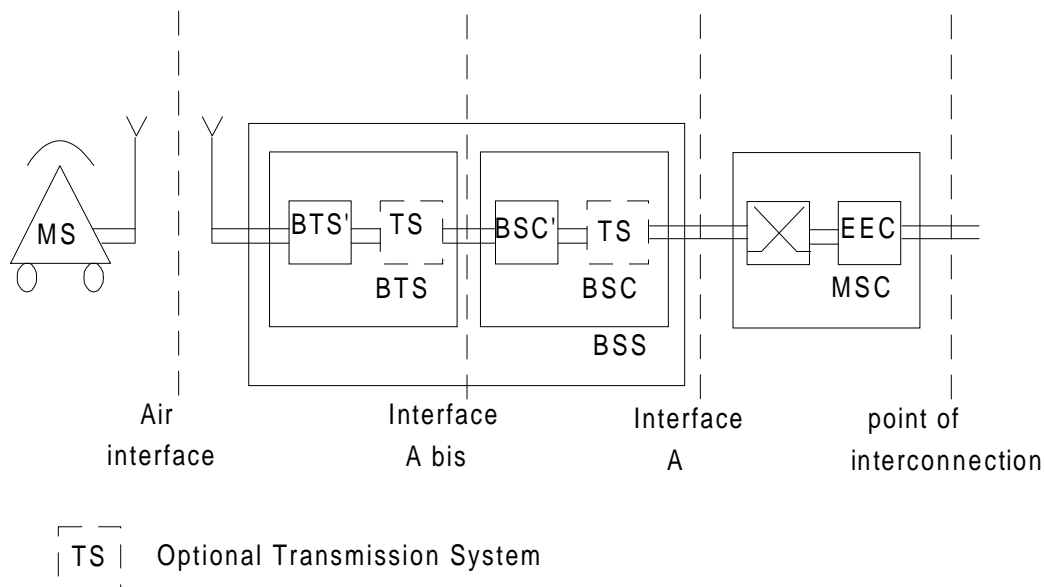 MS
BTS' TS BSC' TS EEC
BTS BSC MSC
BSS
Air
interface
Interface
A bis
Interface
A
point of
interconnection
TS Optional Transmission System